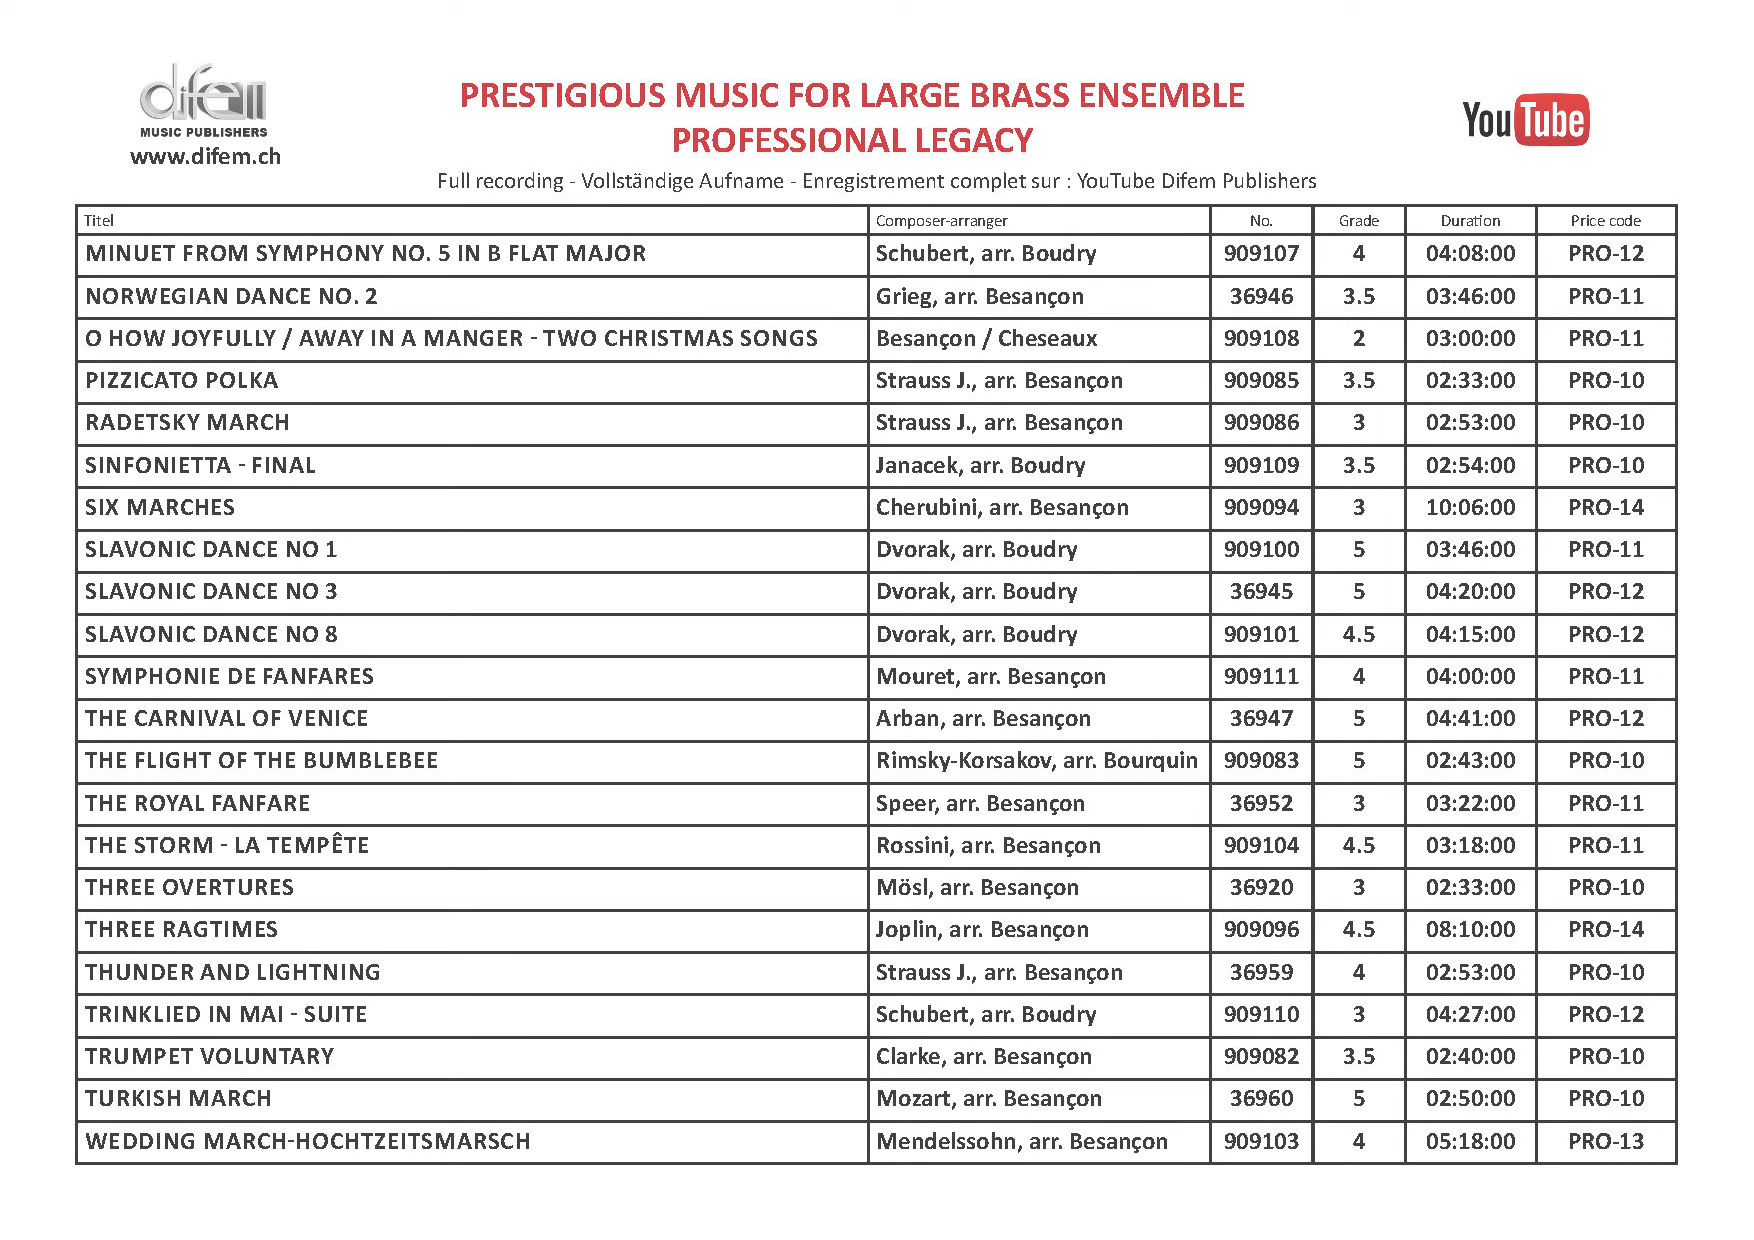 difem
MUSIC PUBLISHERS
www.difem.ch
PRESTIGIOUS MUSIC FOR LARGE BRASS ENSEMBLE
PROFESSIONAL LEGACY
YouTube
Full recording - Vollständige Aufname - Enregistrement complet sur : YouTube Difem Publishers
Titel Composer-arranger No. Grade Duration Price code
MINUET FROM SYMPHONY NO. 5 IN B FLAT MAJOR Schubert, arr. Boudry 909107 4 04:08:00 PRO-12
NORWEGIAN DANCE NO. 2 Grieg, arr. Besançon 36946 3.5 03:46:00 PRO-11
O HOW JOYFULLY / AWAY IN A MANGER - TWO CHRISTMAS SONGS Besançon / Cheseaux 909108 2 03:00:00 PRO-11
PIZZICATO POLKA Strauss J., arr. Besançon 909085 3.5 02:33:00 PRO-10
RADETSKY MARCH Strauss J., arr. Besançon 909086 3 02:53:00 PRO-10
SINFONIETTA - FINAL Janacek, arr. Boudry 909109 3.5 02:54:00 PRO-10
SIX MARCHES Cherubini, arr. Besançon 909094 3 10:06:00 PRO-14
SLAVONIC DANCE NO 1 Dvorak, arr. Boudry 909100 5 03:46:00 PRO-11
SLAVONIC DANCE NO 3 Dvorak, arr. Boudry 36945 5 04:20:00 PRO-12
SLAVONIC DANCE NO 8 Dvorak, arr. Boudry 909101 4.5 04:15:00 PRO-12
SYMPHONIE DE FANFARES Mouret, arr. Besançon 909111 4 04:00:00 PRO-11
THE CARNIVAL OF VENICE Arban, arr. Besançon 36947 5 04:41:00 PRO-12
THE FLIGHT OF THE BUMBLEBEE Rimsky-Korsakov, arr. Bourquin 909083 5 02:43:00 PRO-10
THE ROYAL FANFARE Speer, arr. Besançon 36952 3 03:22:00 PRO-11
THE STORM - LA TEMPÊTE Rossini, arr. Besançon 909104 4.5 03:18:00 PRO-11
THREE OVERTURES Mösl, arr. Besançon 36920 3 02:33:00 PRO-10
THREE RAGTIMES Joplin, arr. Besançon 909096 4.5 08:10:00 PRO-14
THUNDER AND LIGHTNING Strauss J., arr. Besançon 36959 4 02:53:00 PRO-10
TRINKLIED IN MAI - SUITE Schubert, arr. Boudry 909110 3 04:27:00 PRO-12
TRUMPET VOLUNTARY Clarke, arr. Besançon 909082 3.5 02:40:00 PRO-10
TURKISH MARCH Mozart, arr. Besançon 36960 5 02:50:00 PRO-10
WEDDING MARCH-HOCHTZEITSMARSCH Mendelssohn, arr. Besançon 909103 4 05:18:00 PRO-13